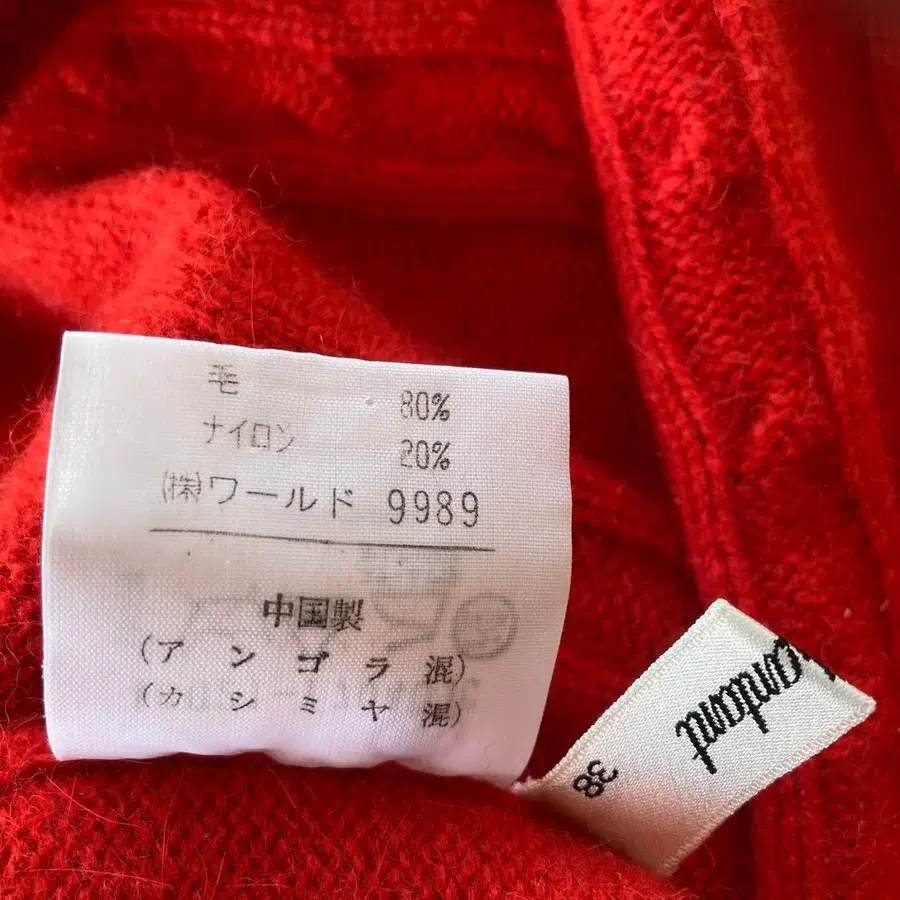 毛 80%
ナイロン 20%
(株)ワールド 9989
中国製
(アンゴラ混)
(カシミヤ混)
38